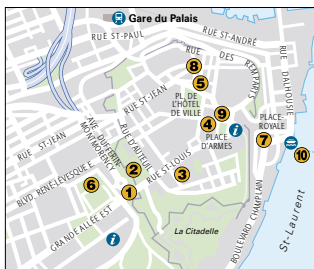 Gare du Palais
RUE ST-PAUL
RUE ST-ANDRÉ
RUE
DES
REMPARTS
RUE DALHOUSIE
8
5
RUE ST-JEAN
PL. DE
L'HÔTEL
DE VILLE
9
4
PLACE
D'ARMES
i
PLACE-
ROYALE
7
10
RUE ST-JEAN
AVE DUFFERIN-
MONTMORENCY
RUE D'AUTEUIL
2
3
RUE ST-LOUIS
BLVD. RENÉ-LÉVESQUE E
6
1
GRANDE ALLÉE EST
i
La Citadelle
BOULEVARD CHAMPLAIN
St-Laurent